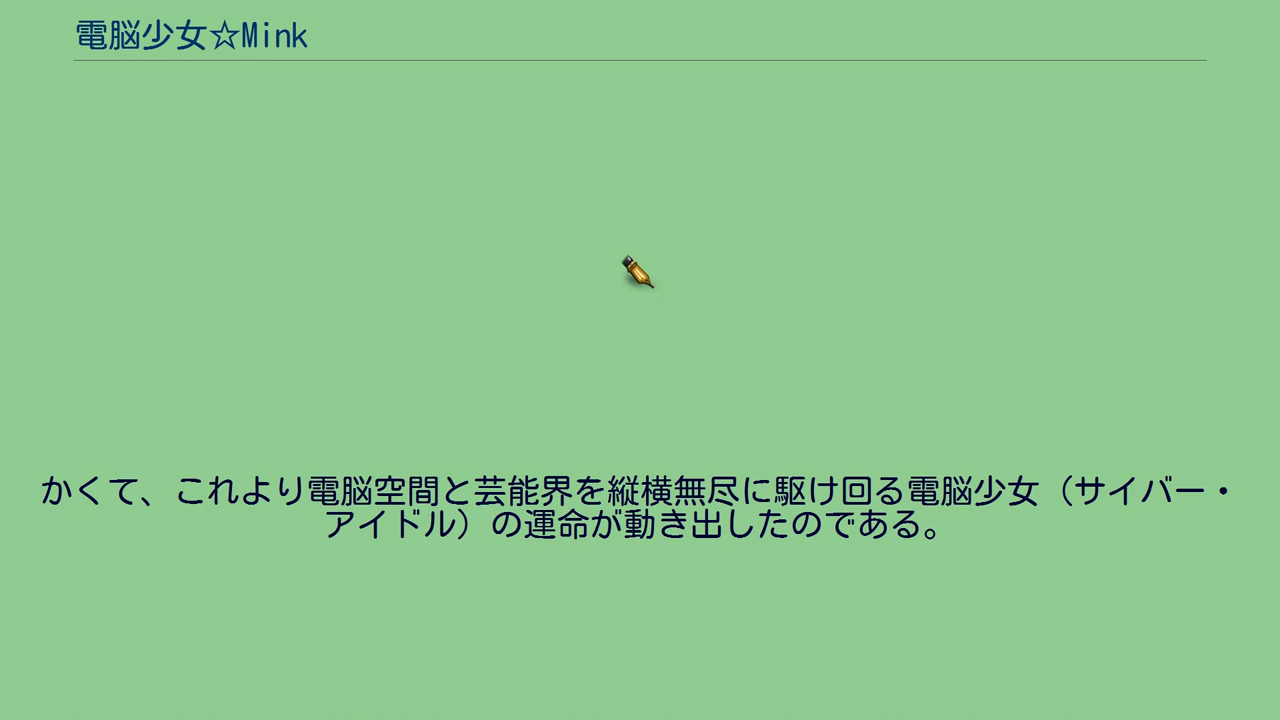 電脳少女☆Mink
かくて、これより電脳空間と芸能界を縦横無尽に駆け回る電脳少女（サイバー・
アイドル）の運命が動き出したのである。